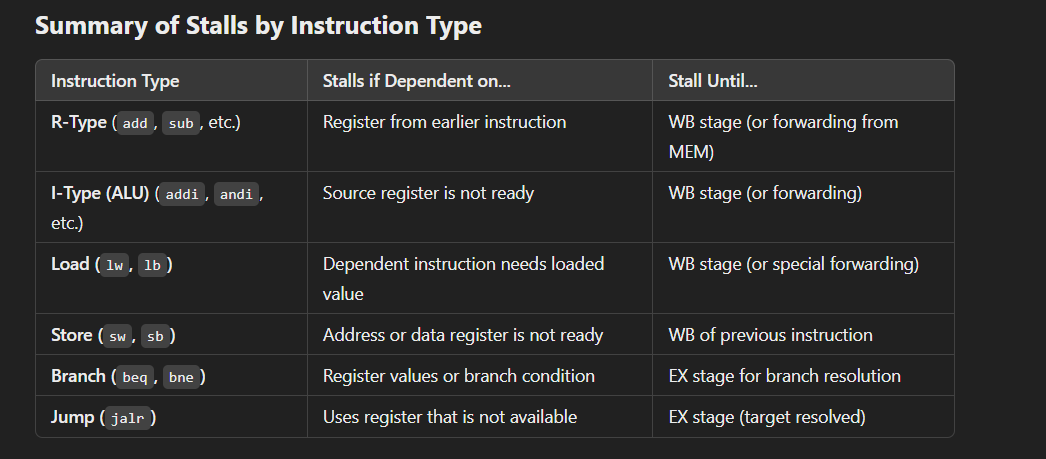 Summary of Stalls by Instruction Type
Instruction Type Stalls if Dependent on... Stall Until...
R-Type (add, sub, etc.) Register from earlier instruction WB stage (or forwarding from
MEM)
I-Type (ALU) (addi, andi, Source register is not ready WB stage (or forwarding)
etc.)
Load (lw, lb) Dependent instruction needs loaded WB stage (or special forwarding)
value
Store (sw, sb) Address or data register is not ready WB of previous instruction
Branch (beq, bne) Register values or branch condition EX stage for branch resolution
Jump (jalr) Uses register that is not available EX stage (target resolved)